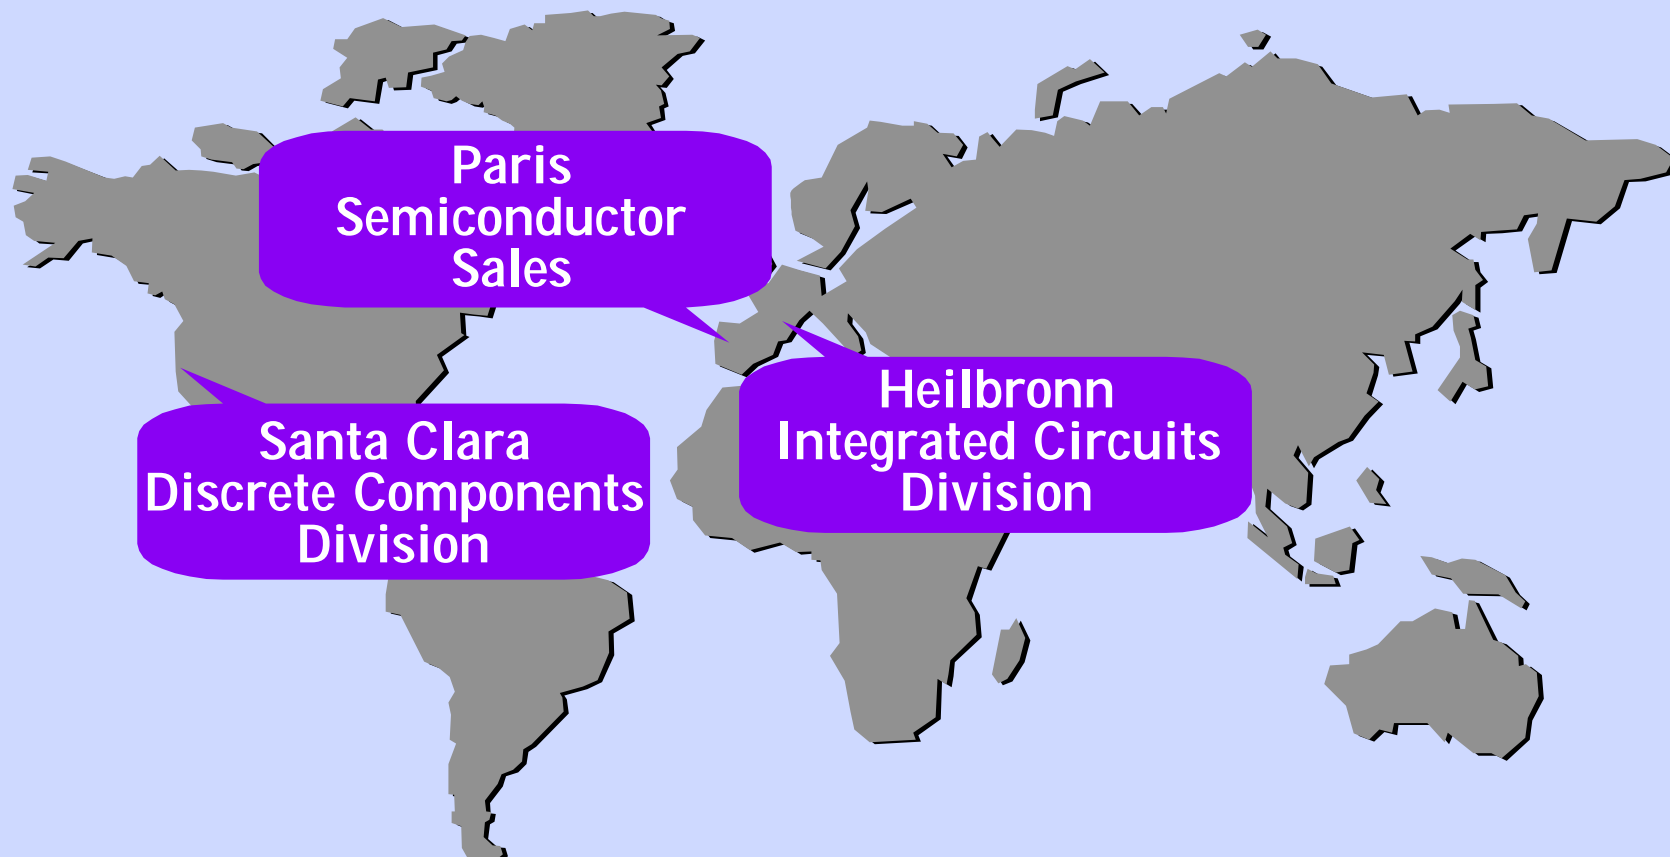 Paris
Semiconductor
Sales
Heilbronn
Integrated Circuits
Division
Santa Clara
Discrete Components
Division